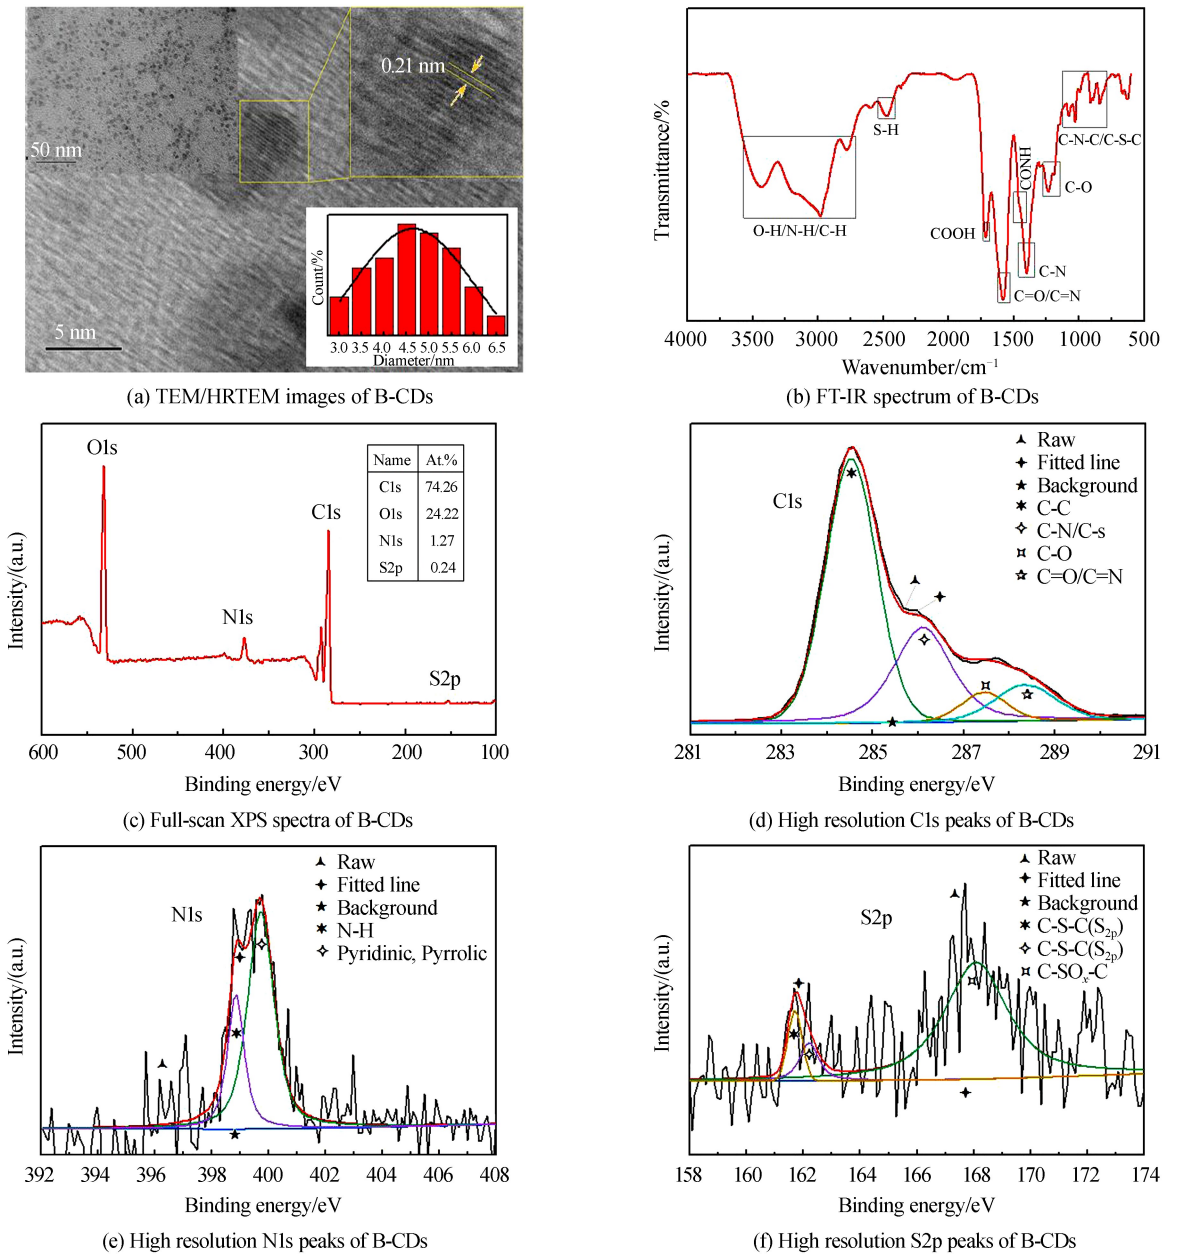 0.21 nm
50 nm
5 nm
Count/%
3.0 3.5 4.0 4.5 5.0 5.5 6.0 6.5
Diameter/nm
(a) TEM/HRTEM images of B-CDs
Transmittance/%
S-H
O-H/N-H/C-H
COOH
CONH
C-N-C/C-S-C
C-O
C-N
C=O/C=N
4000 3500 3000 2500 2000 1500 1000 500
Wavenumber/cm⁻¹
(b) FT-IR spectrum of B-CDs
Intensity/(a.u.)
O1s
N1s
C1s
S2p
Name At.%
C1s 74.26
O1s 24.22
N1s 1.27
S2p 0.24
600 500 400 300 200 100
Binding energy/eV
(c) Full-scan XPS spectra of B-CDs
Intensity/(a.u.)
C1s
Raw
Fitted line
Background
C-C
C-N/C-s
C-O
C=O/C=N
281 283 285 287 289 291
Binding energy/eV
(d) High resolution C1s peaks of B-CDs
Intensity/(a.u.)
N1s
Raw
Fitted line
Background
N-H
Pyridinic, Pyrrolic
392 394 396 398 400 402 404 406 408
Binding energy/eV
(e) High resolution N1s peaks of B-CDs
Intensity/(a.u.)
S2p
Raw
Fitted line
Background
C-S-C(S₂ₚ)
C-S-C(S₂ₚ)
C-SOₓ-C
158 160 162 164 166 168 170 172 174
Binding energy/eV
(f) High resolution S2p peaks of B-CDs